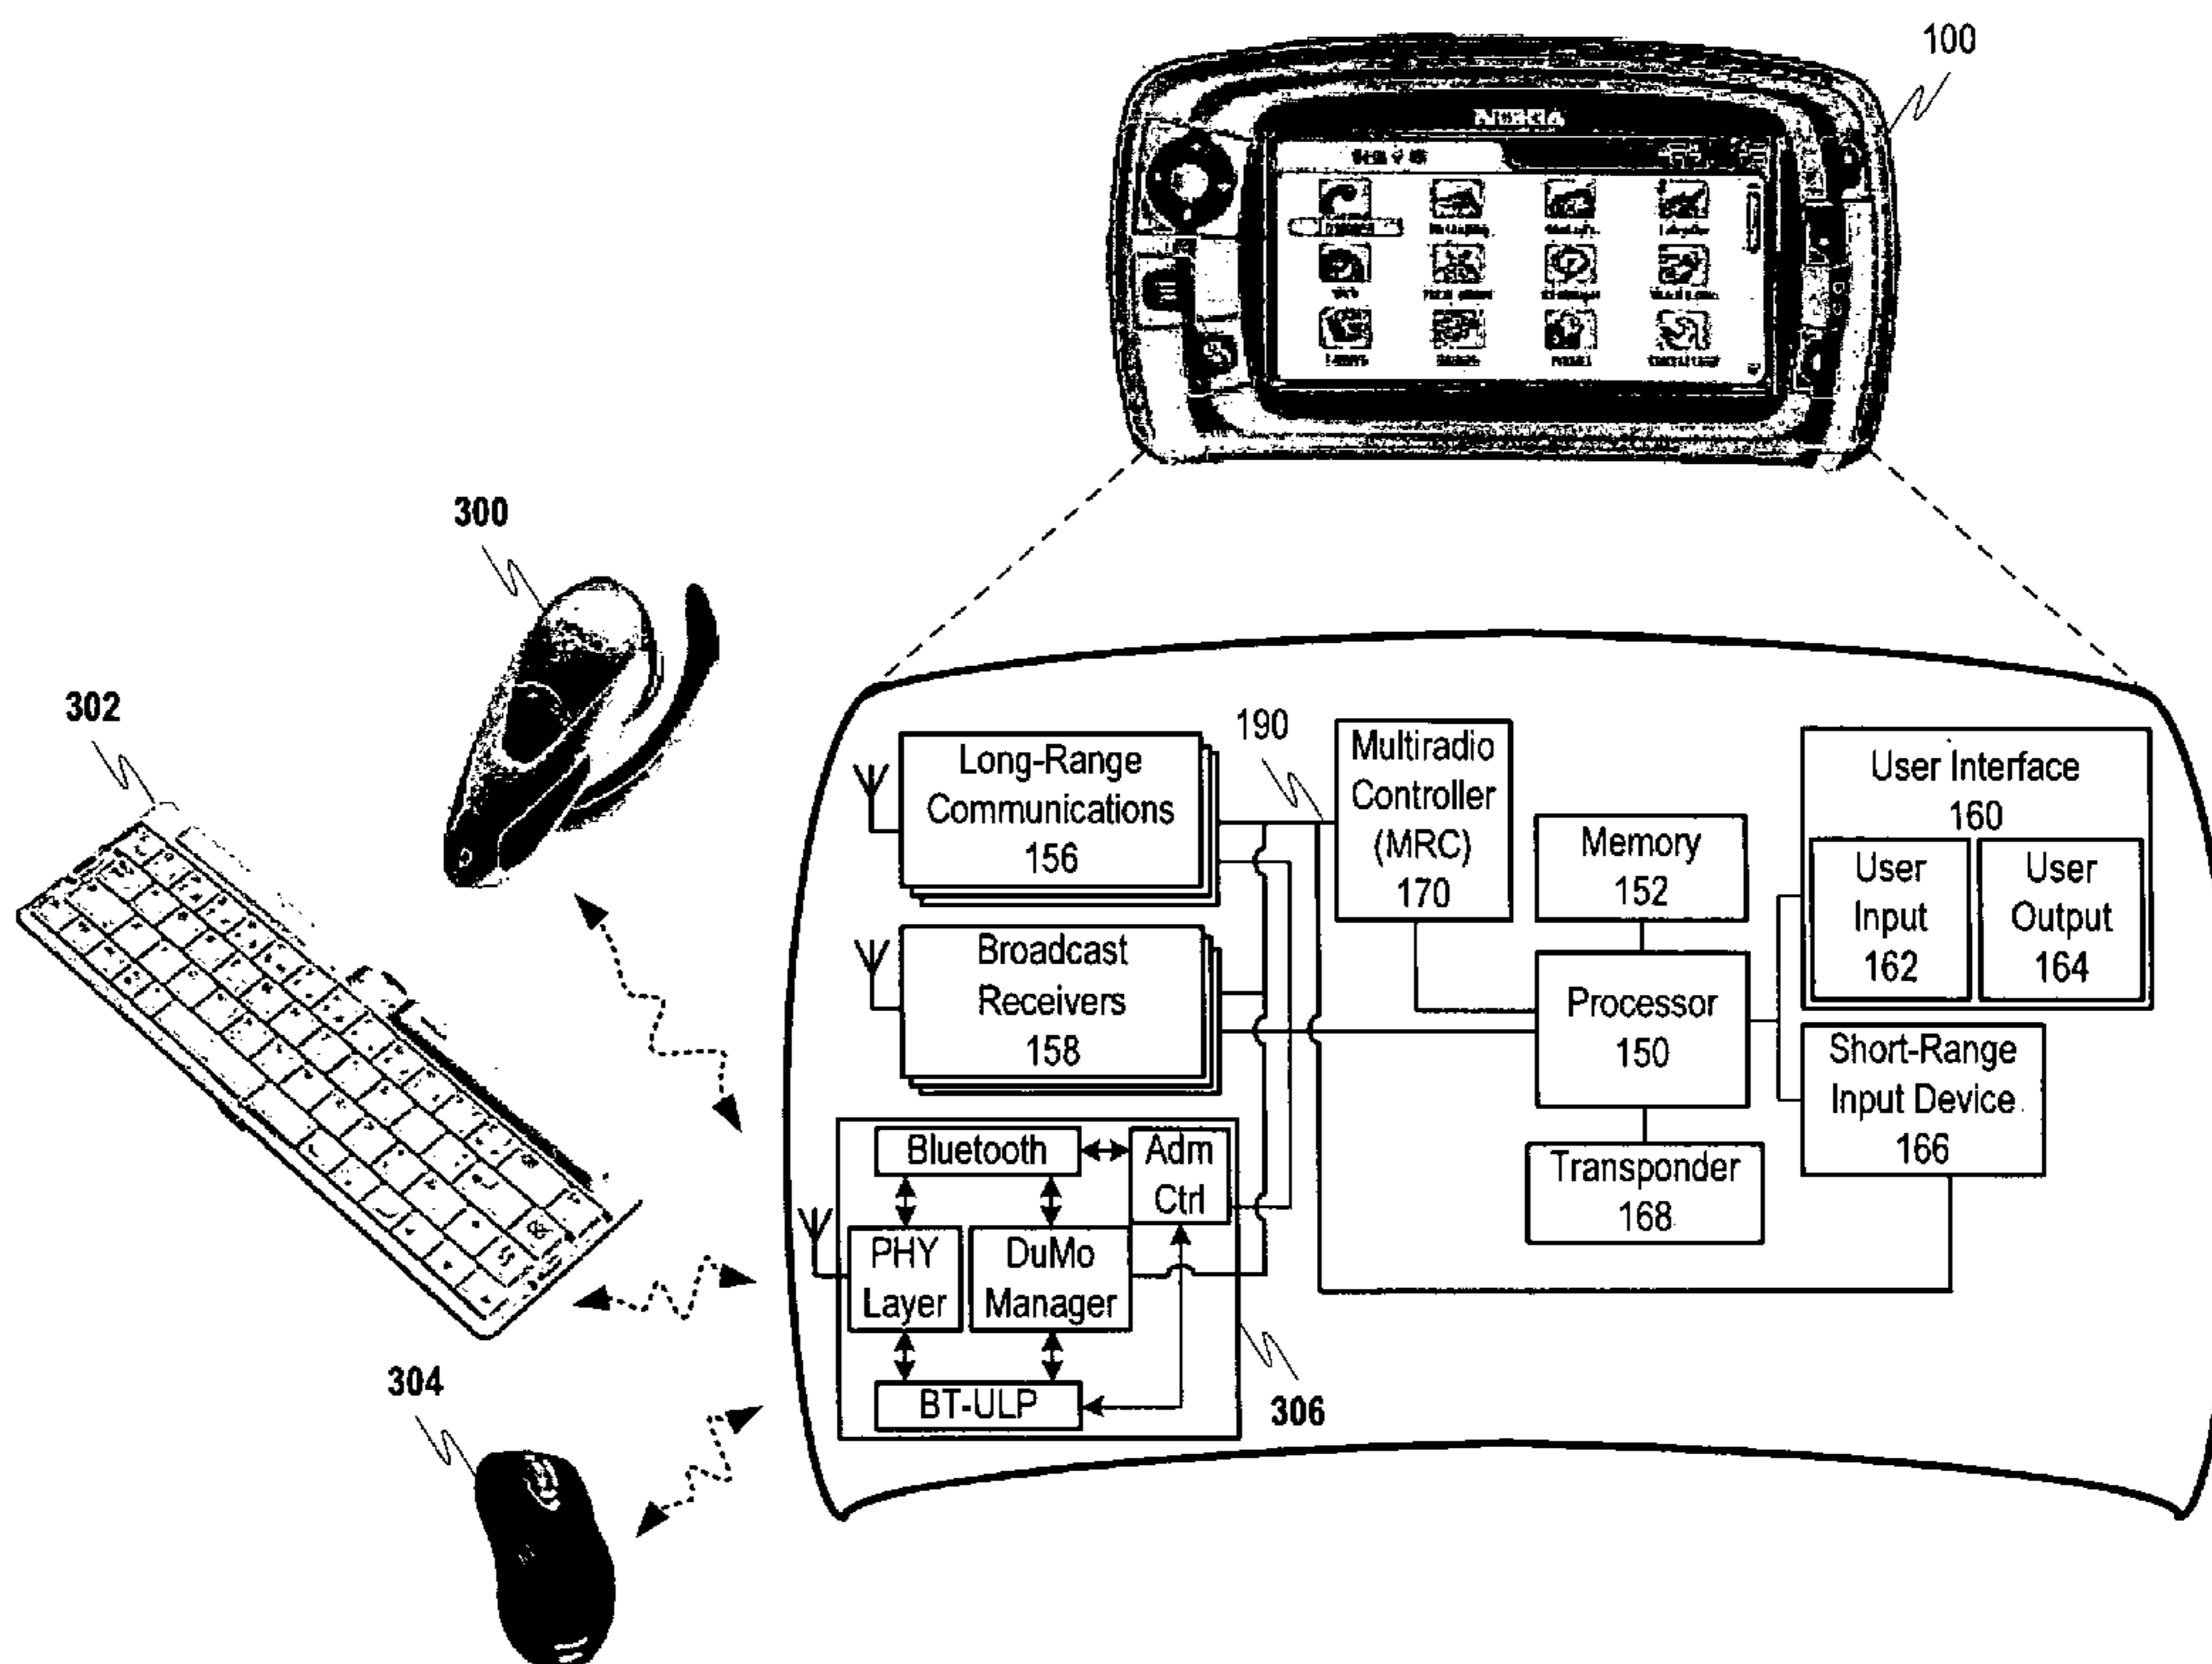 100
NOKIA
300
302
190
Long-Range
Communications
156
Multiradio
Controller
(MRC)
170
User Interface
160
User
Input
162
User
Output
164
Memory
152
Broadcast
Receivers
158
Processor
150
Short-Range
Input Device
166
Transponder
168
Bluetooth
Adm
Ctrl
PHY
Layer
DuMo
Manager
BT-ULP
306
304